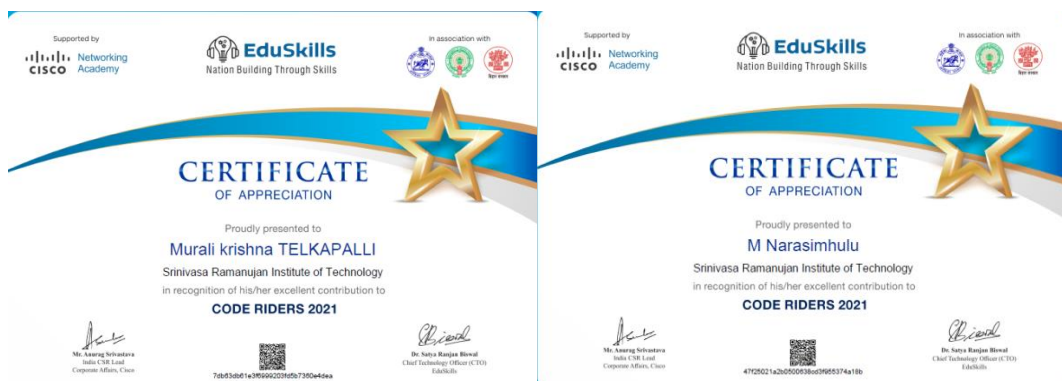 Supported by
CISCO Networking Academy
EduSkills
Nation Building Through Skills
In association with
बिहार सरकार
CERTIFICATE
OF APPRECIATION
Proudly presented to
Murali krishna TELKAPALLI
Srinivasa Ramanujan Institute of Technology
in recognition of his/her excellent contribution to
CODE RIDERS 2021
Mr. Anurag Srivastava
India CSR Lead
Corporate Affairs, Cisco
Dr. Satya Ranjan Biswal
Chief Technology Officer (CTO)
EduSkills
Supported by
CISCO Networking Academy
EduSkills
Nation Building Through Skills
In association with
बिहार सरकार
CERTIFICATE
OF APPRECIATION
Proudly presented to
M Narasimhulu
Srinivasa Ramanujan Institute of Technology
in recognition of his/her excellent contribution to
CODE RIDERS 2021
Mr. Anurag Srivastava
India CSR Lead
Corporate Affairs, Cisco
Dr. Satya Ranjan Biswal
Chief Technology Officer (CTO)
EduSkills